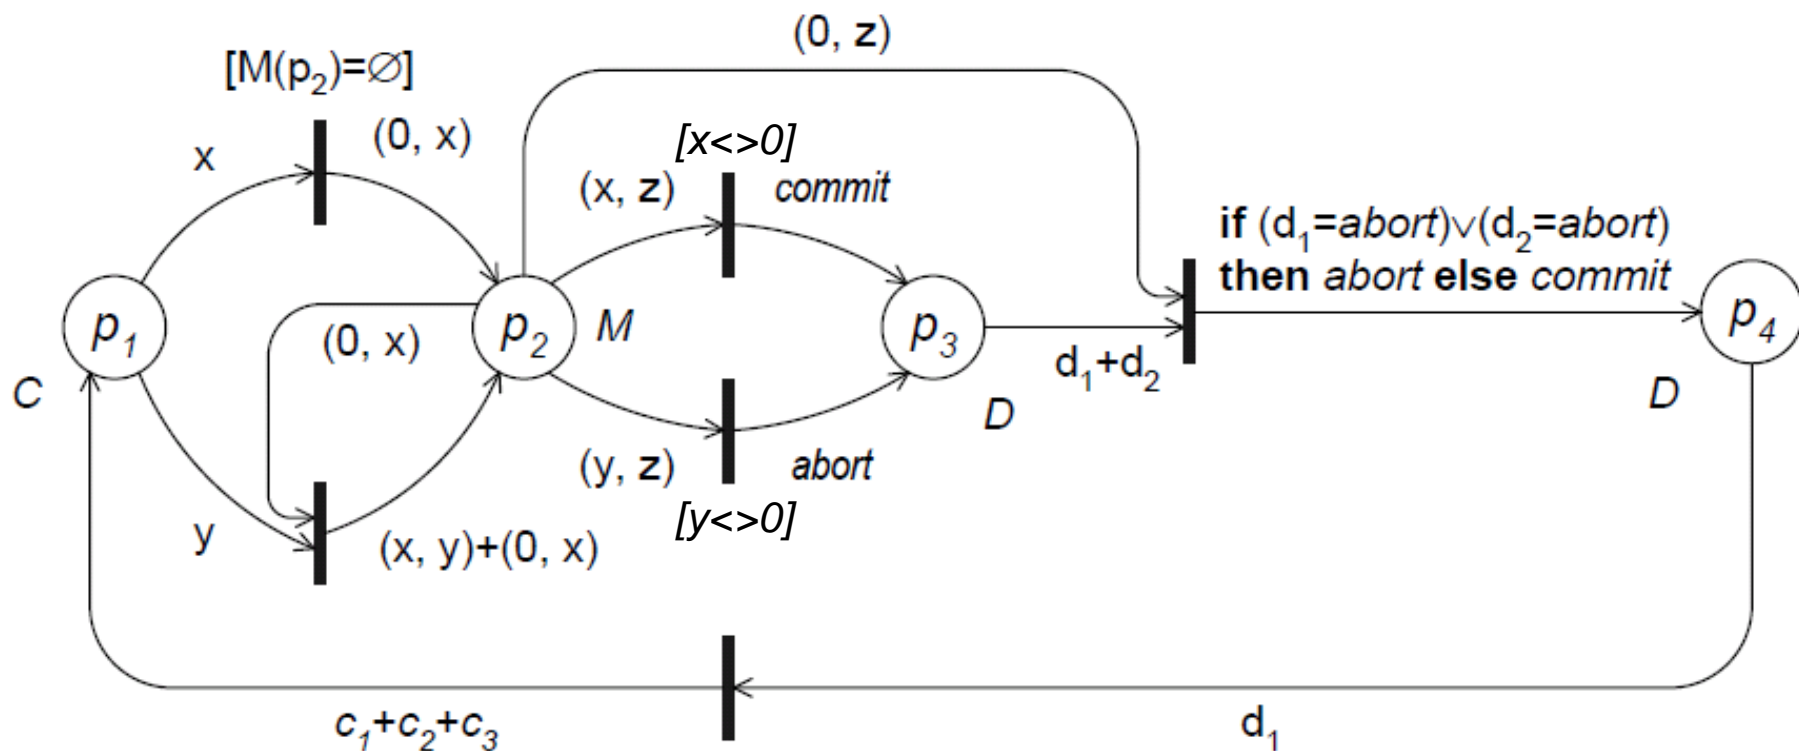 (0, z)
[M(p2)=∅]
(0, x)
[x<>0]
x
(x, z)
commit
if (d1=abort)∨(d2=abort)
then abort else commit
p1
(0, x)
p2
M
p3
d1+d2
p4
C
D
D
(y, z)
abort
y
(x, y)+(0, x)
[y<>0]
c1+c2+c3
d1